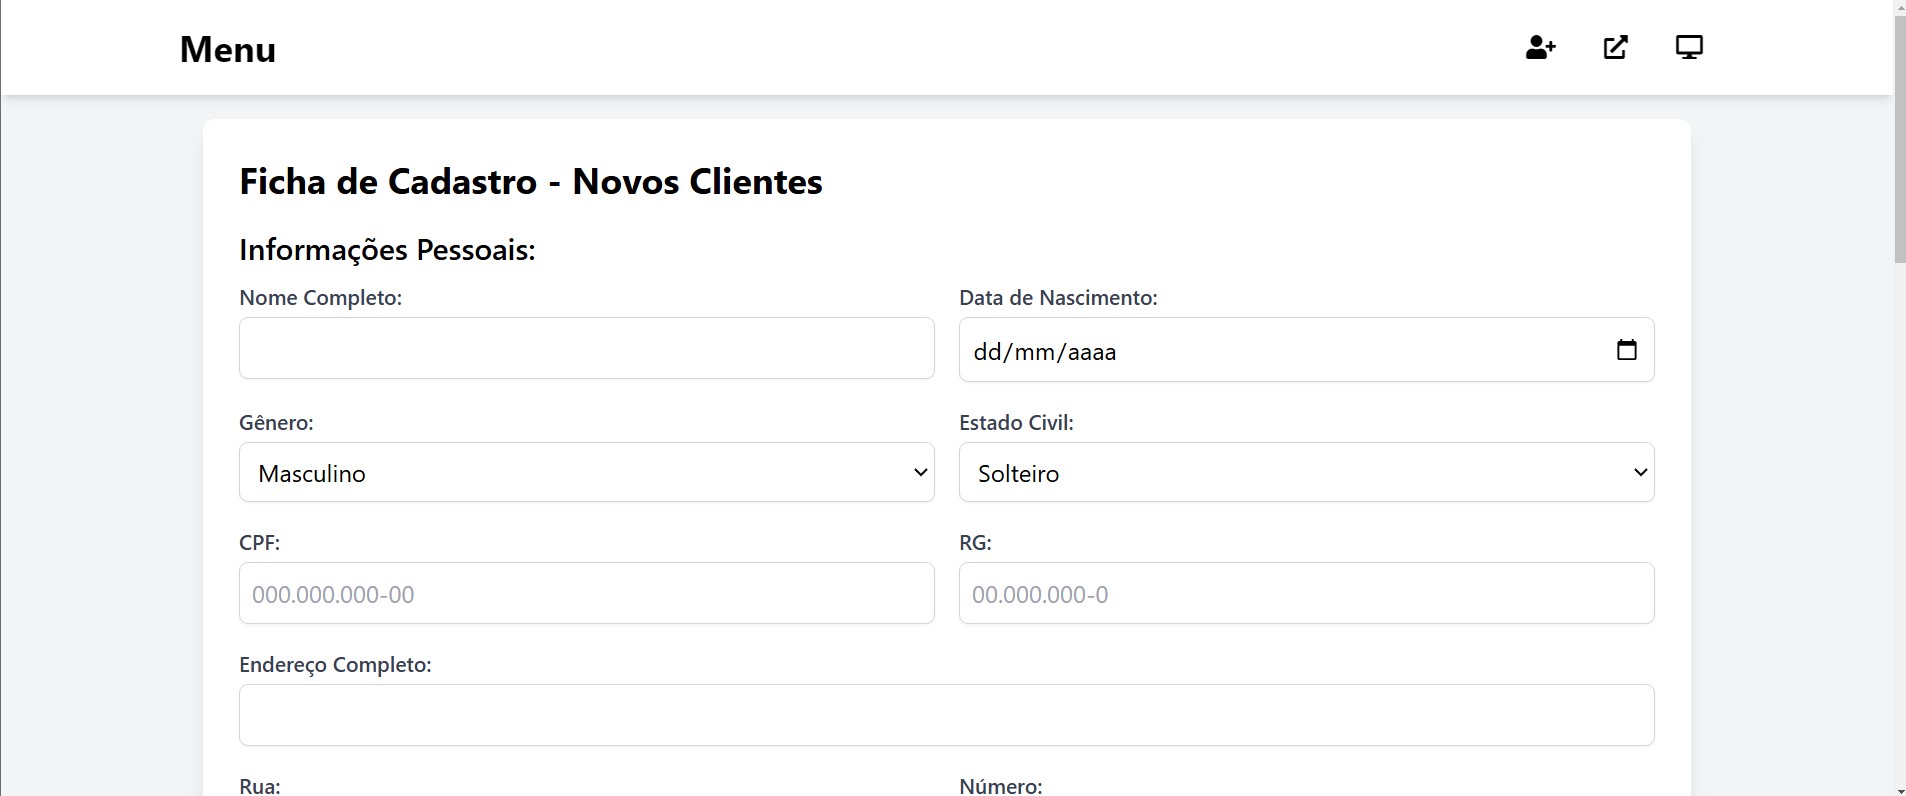 Menu
Ficha de Cadastro - Novos Clientes
Informações Pessoais:
Nome Completo:
Data de Nascimento:
dd/mm/aaaa
Gênero:
Estado Civil:
Masculino
Solteiro
CPF:
RG:
000.000.000-00
00.000.000-0
Endereço Completo:
Rua:
Número: